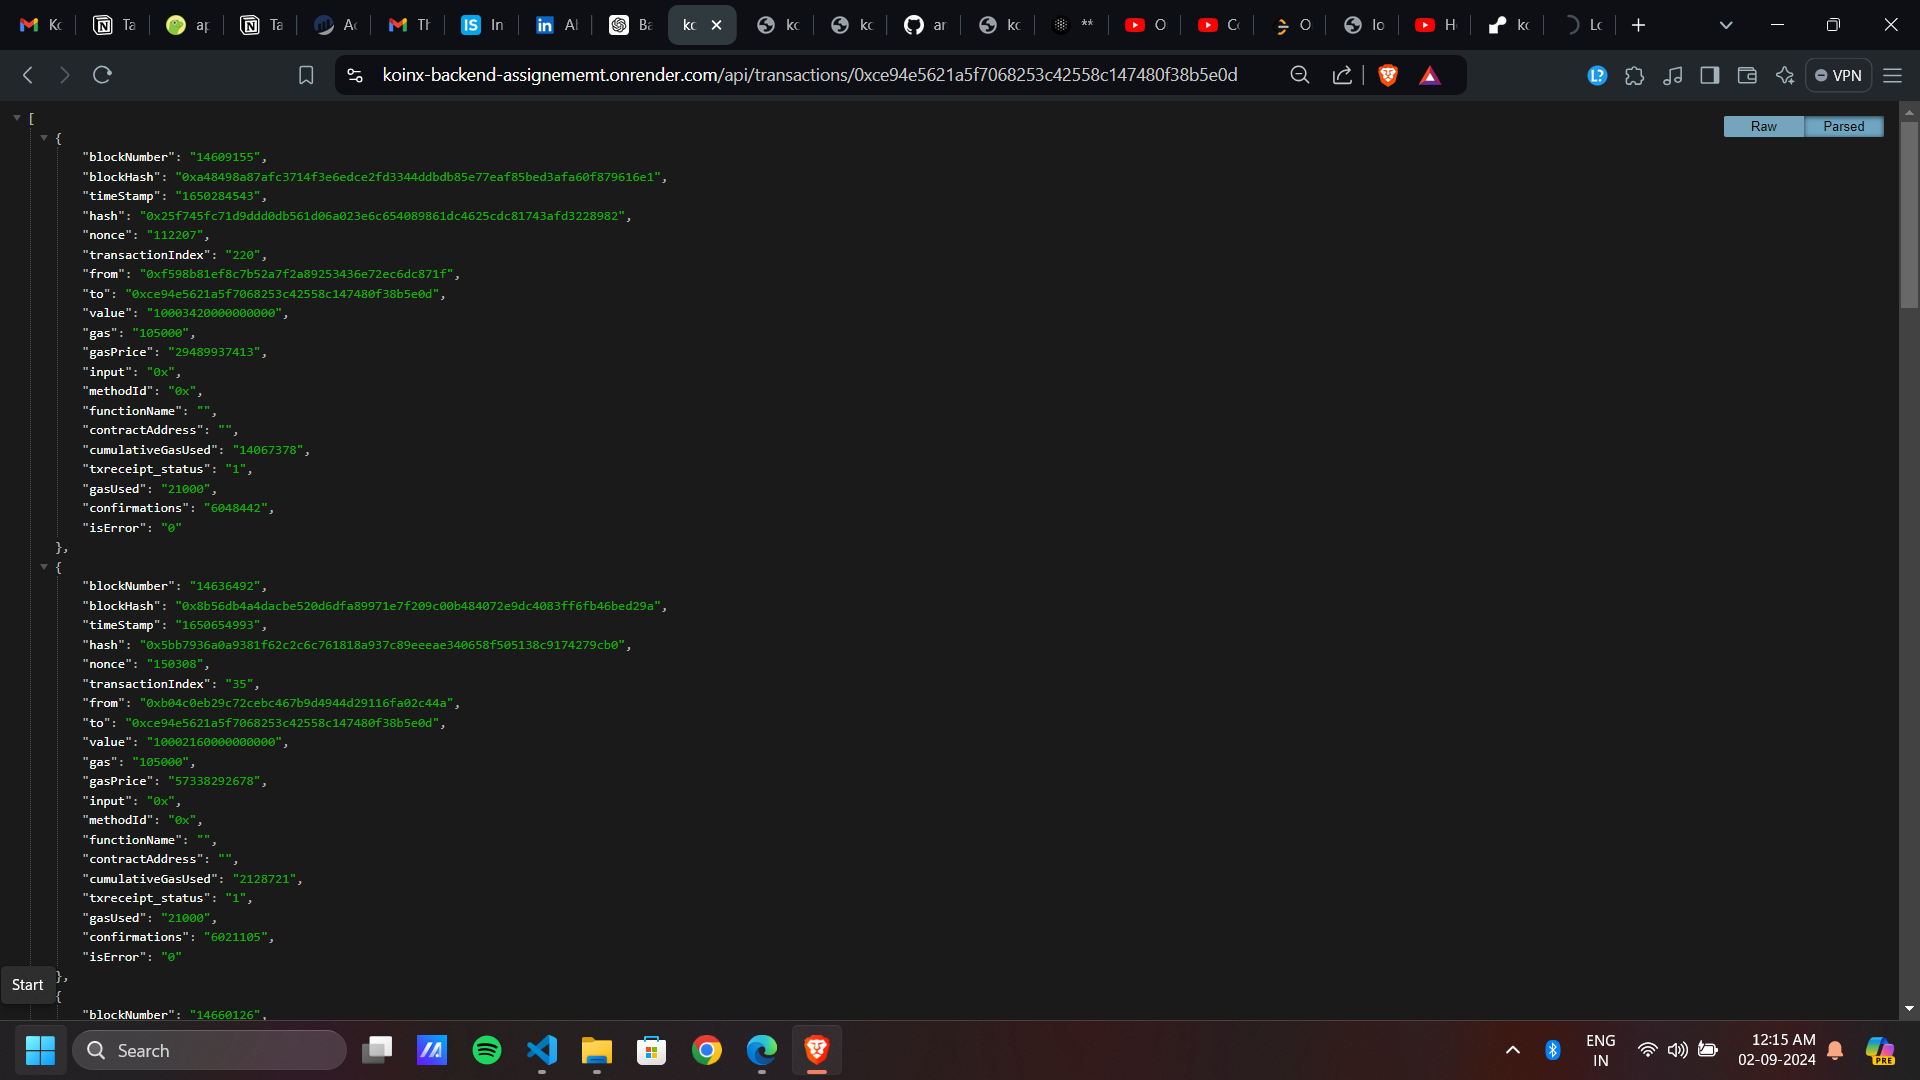 Kc
Ta
ap
Ta
Ac
Th
In
Al
Ba
kc
kc
kc
ar
kc
**
O
Cc
O
lo
H
kc
Lc
koinx-backend-assignememt.onrender.com/api/transactions/0xce94e5621a5f7068253c42558c147480f38b5e0d
VPN
Raw
Parsed
[
{
"blockNumber": "14609155",
"blockHash": "0xa48498a87afc3714f3e6edce2fd3344ddbdb85e77eaf85bed3afa60f879616e1",
"timeStamp": "1650284543",
"hash": "0x25f745fc71d9ddd0db561d06a023e6c654089861dc4625cdc81743afd3228982",
"nonce": "112207",
"transactionIndex": "220",
"from": "0xf598b81ef8c7b52a7f2a89253436e72ec6dc871f",
"to": "0xce94e5621a5f7068253c42558c147480f38b5e0d",
"value": "10003420000000000",
"gas": "105000",
"gasPrice": "29489937413",
"input": "0x",
"methodId": "0x",
"functionName": "",
"contractAddress": "",
"cumulativeGasUsed": "14067378",
"txreceipt_status": "1",
"gasUsed": "21000",
"confirmations": "6048442",
"isError": "0"
},
{
"blockNumber": "14636492",
"blockHash": "0x8b56db4a4dacbe520d6dfa89971e7f209c00b484072e9dc4083ff6fb46bed29a",
"timeStamp": "1650654993",
"hash": "0x5bb7936a0a9381f62c2c6c761818a937c89eeeae340658f505138c9174279cb0",
"nonce": "150308",
"transactionIndex": "35",
"from": "0xb04c0eb29c72cebc467b9d4944d29116fa02c44a",
"to": "0xce94e5621a5f7068253c42558c147480f38b5e0d",
"value": "10002160000000000",
"gas": "105000",
"gasPrice": "57338292678",
"input": "0x",
"methodId": "0x",
"functionName": "",
"contractAddress": "",
"cumulativeGasUsed": "2128721",
"txreceipt_status": "1",
"gasUsed": "21000",
"confirmations": "6021105",
"isError": "0"
},
{
"blockNumber": "14660126",
Start
Search
ENG
IN
12:15 AM
02-09-2024
PRE